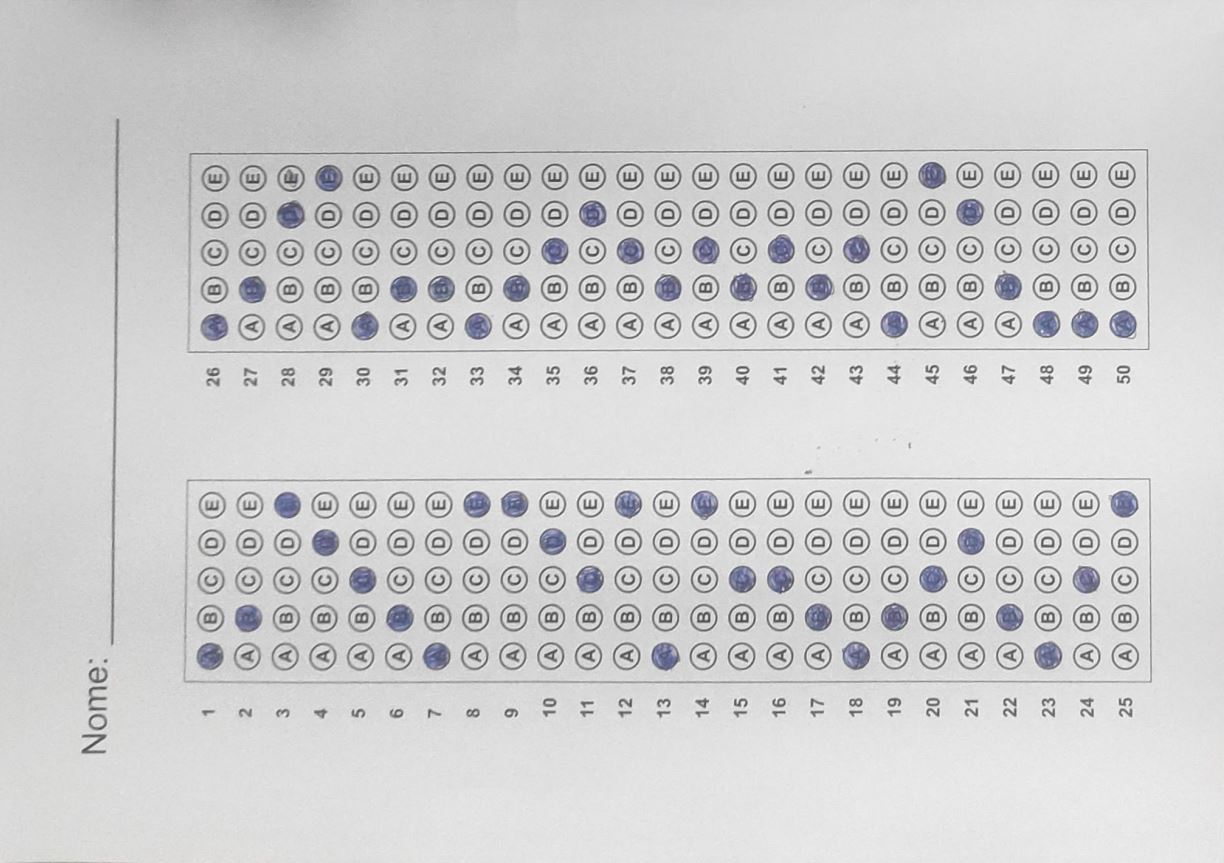 Nome:
1 A B C D E
2 A B C D E
3 A B C D E
4 A B C D E
5 A B C D E
6 A B C D E
7 A B C D E
8 A B C D E
9 A B C D E
10 A B C D E
11 A B C D E
12 A B C D E
13 A B C D E
14 A B C D E
15 A B C D E
16 A B C D E
17 A B C D E
18 A B C D E
19 A B C D E
20 A B C D E
21 A B C D E
22 A B C D E
23 A B C D E
24 A B C D E
25 A B C D E
26 A B C D E
27 A B C D E
28 A B C D E
29 A B C D E
30 A B C D E
31 A B C D E
32 A B C D E
33 A B C D E
34 A B C D E
35 A B C D E
36 A B C D E
37 A B C D E
38 A B C D E
39 A B C D E
40 A B C D E
41 A B C D E
42 A B C D E
43 A B C D E
44 A B C D E
45 A B C D E
46 A B C D E
47 A B C D E
48 A B C D E
49 A B C D E
50 A B C D E